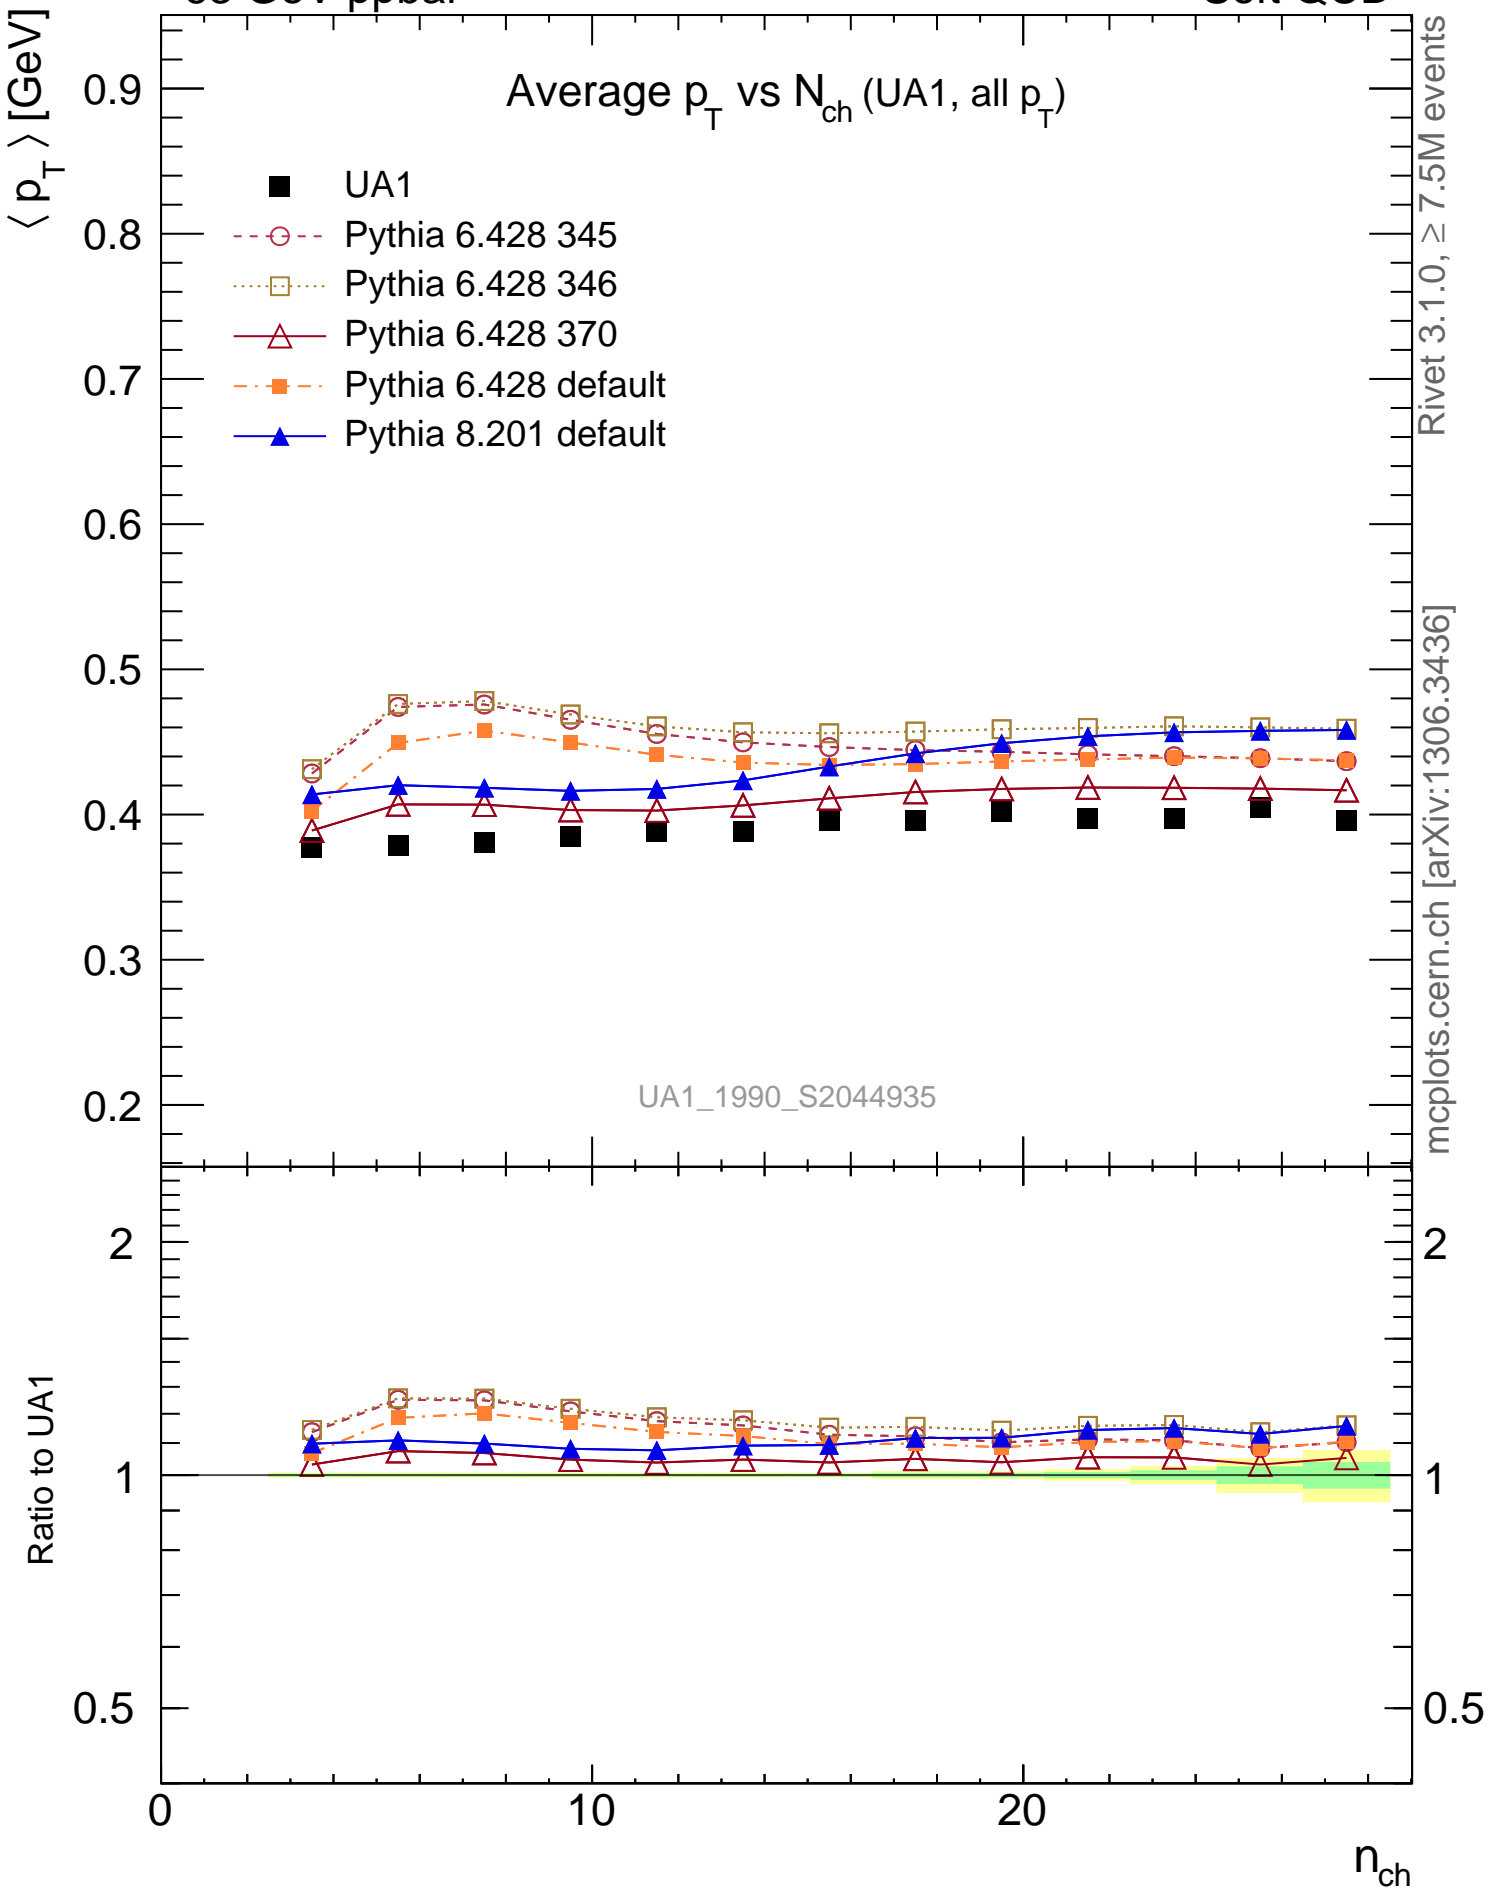 ⟨ p_T ⟩ [GeV]
Average p_T vs N_ch (UA1, all p_T)
UA1
Pythia 6.428 345
Pythia 6.428 346
Pythia 6.428 370
Pythia 6.428 default
Pythia 8.201 default
0.9
0.8
0.7
0.6
0.5
0.4
0.3
0.2
UA1_1990_S2044935
Rivet 3.1.0, ≥ 7.5M events
mcplots.cern.ch [arXiv:1306.3436]
Ratio to UA1
2
1
0.5
2
1
0.5
0
10
20
n_ch